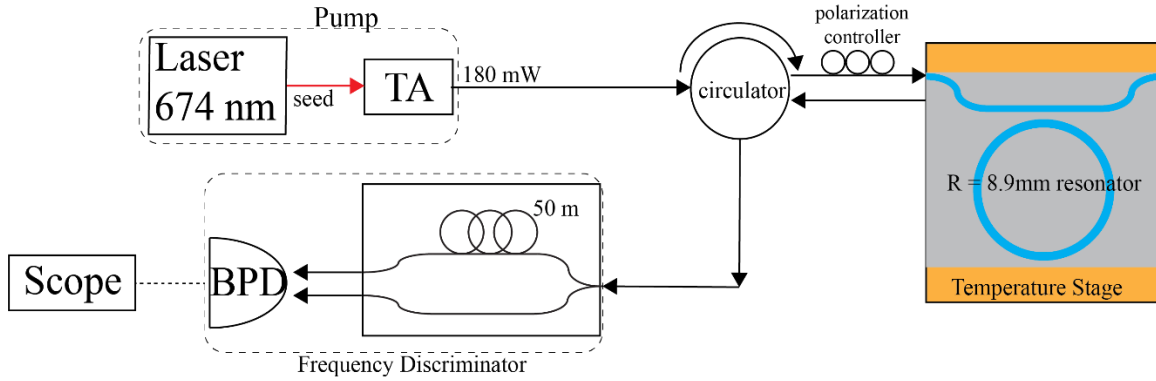 Pump
Laser
674 nm
seed
TA
180 mW
circulator
polarization
controller
R = 8.9mm resonator
Temperature Stage
50 m
BPD
Scope
Frequency Discriminator